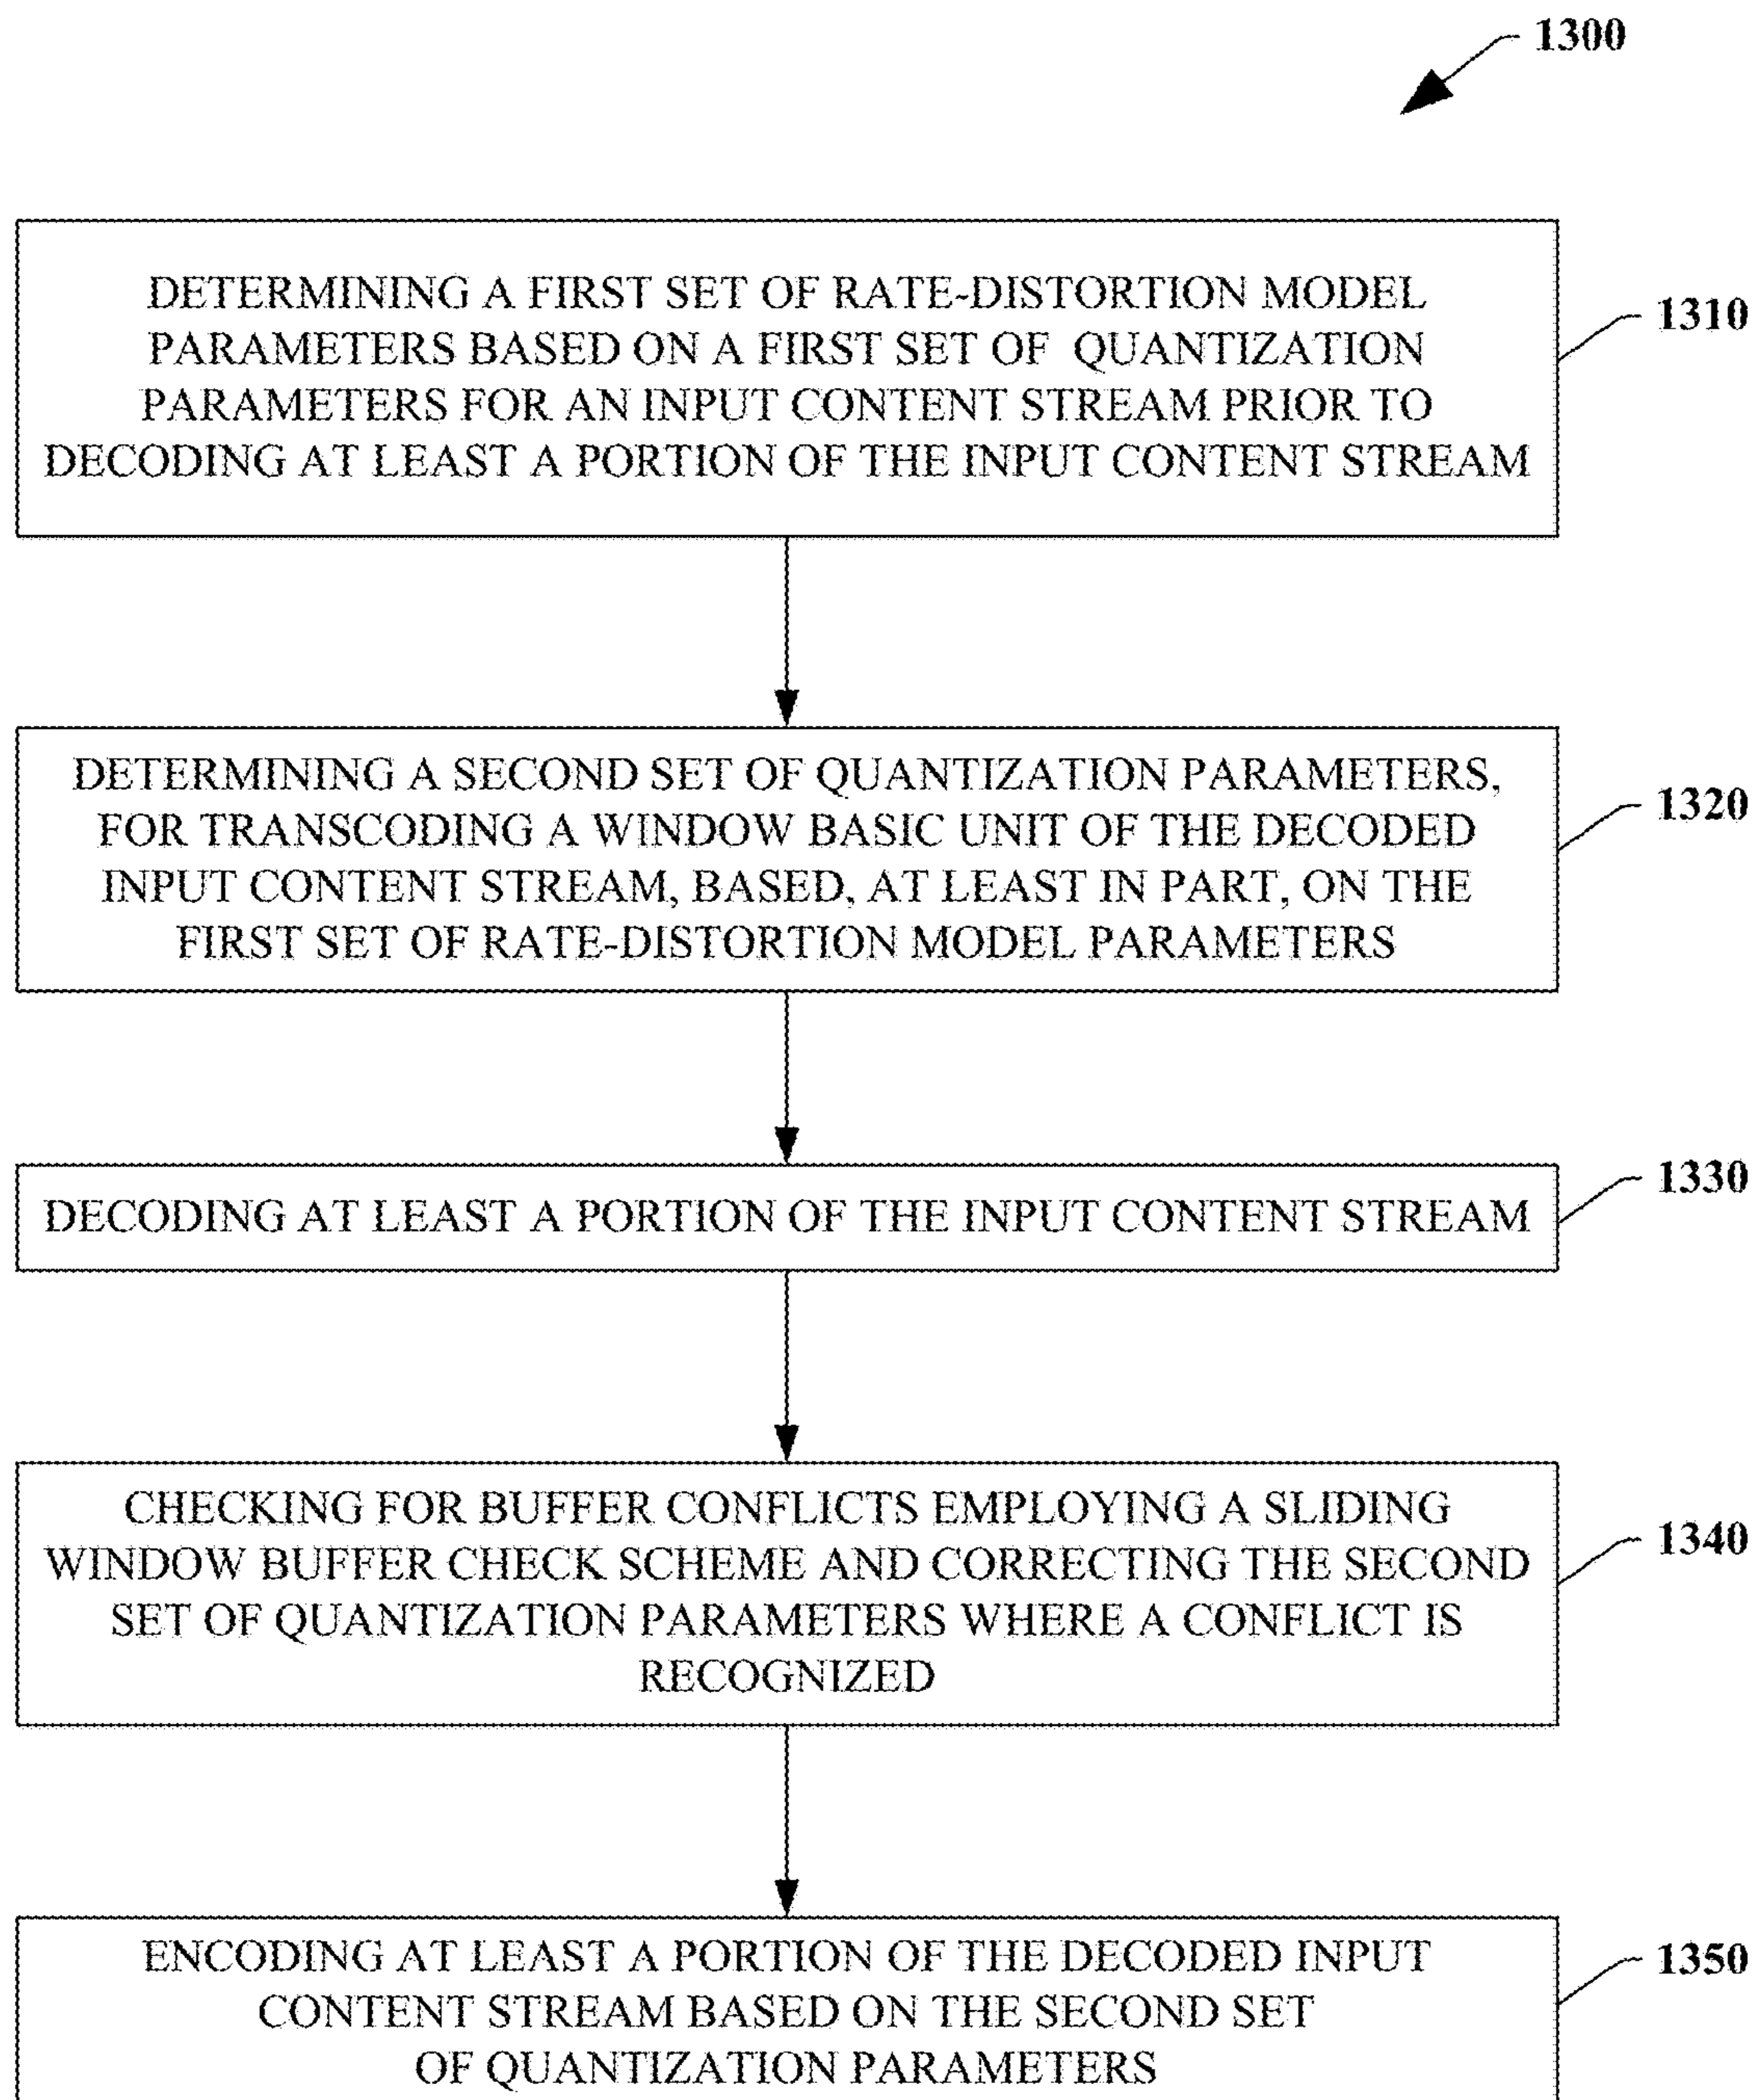 1300
DETERMINING A FIRST SET OF RATE-DISTORTION MODEL
PARAMETERS BASED ON A FIRST SET OF QUANTIZATION
PARAMETERS FOR AN INPUT CONTENT STREAM PRIOR TO
DECODING AT LEAST A PORTION OF THE INPUT CONTENT STREAM
1310
DETERMINING A SECOND SET OF QUANTIZATION PARAMETERS,
FOR TRANSCODING A WINDOW BASIC UNIT OF THE DECODED
INPUT CONTENT STREAM, BASED, AT LEAST IN PART, ON THE
FIRST SET OF RATE-DISTORTION MODEL PARAMETERS
1320
DECODING AT LEAST A PORTION OF THE INPUT CONTENT STREAM
1330
CHECKING FOR BUFFER CONFLICTS EMPLOYING A SLIDING
WINDOW BUFFER CHECK SCHEME AND CORRECTING THE SECOND
SET OF QUANTIZATION PARAMETERS WHERE A CONFLICT IS
RECOGNIZED
1340
ENCODING AT LEAST A PORTION OF THE DECODED INPUT
CONTENT STREAM BASED ON THE SECOND SET
OF QUANTIZATION PARAMETERS
1350